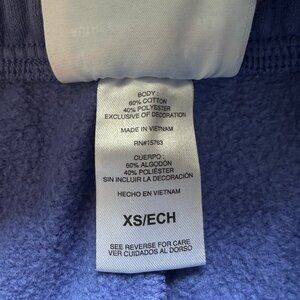 BODY:
60% COTTON
40% POLYESTER
EXCLUSIVE OF DECORATION
MADE IN VIETNAM
RN#15763
CUERPO:
60% ALGODÓN
40% POLIÉSTER
SIN INCLUIR LA DECORACIÓN
HECHO EN VIETNAM
XS/ECH
SEE REVERSE FOR CARE
VER CUIDADOS AL DORSO